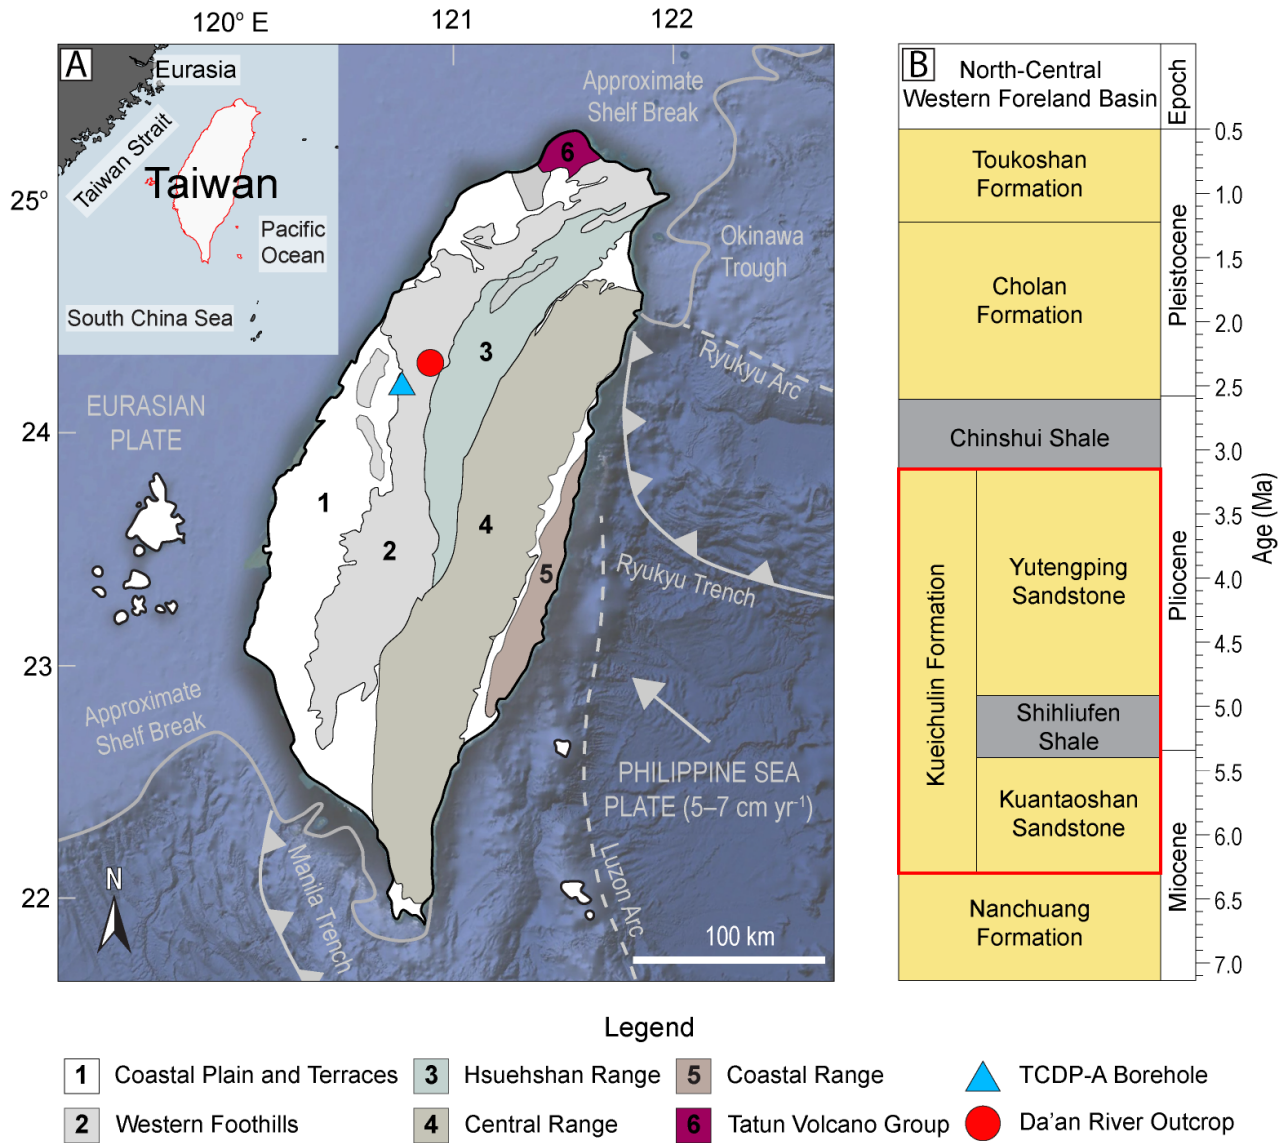 120° E
121
122
A
Eurasia
Taiwan Strait
Taiwan
Pacific
Ocean
South China Sea
Approximate
Shelf Break
6
25°
Okinawa
Trough
3
Ryukyu Arc
EURASIAN
PLATE
24
1
2
4
5
Ryukyu Trench
23
Approximate
Shelf Break
PHILIPPINE SEA
PLATE (5–7 cm yr⁻¹)
Manila Trench
Luzon Arc
22
N
100 km
B
North-Central
Western Foreland Basin
Epoch
Toukoshan
Formation
Cholan
Formation
Chinshui Shale
Kueichulin Formation
Yutengping
Sandstone
Shihliufen
Shale
Kuantaoshan
Sandstone
Nanchuang
Formation
Pleistocene
Pliocene
Miocene
0.5
1.0
1.5
2.0
2.5
3.0
3.5
4.0
4.5
5.0
5.5
6.0
6.5
7.0
Age (Ma)
Legend
1 Coastal Plain and Terraces
3 Hsuehshan Range
5 Coastal Range
TCDP-A Borehole
2 Western Foothills
4 Central Range
6 Tatun Volcano Group
Da'an River Outcrop